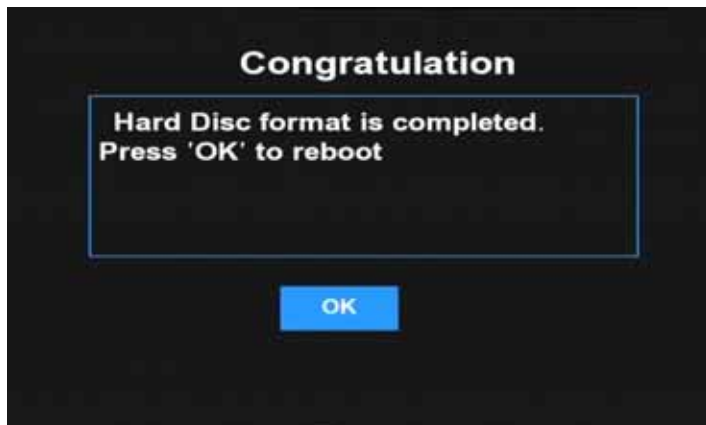 Congratulation
Hard Disc format is completed.
Press 'OK' to reboot
OK